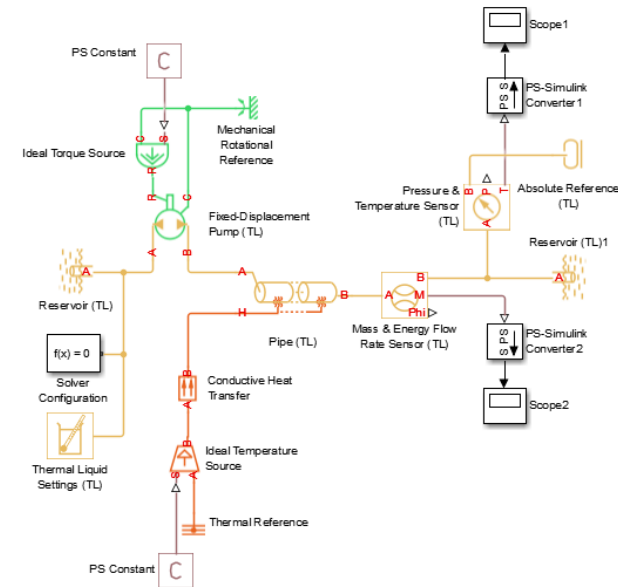 Scope1
PS Constant
C
PS S
PS-Simulink
Converter1
C
S
Mechanical
Rotational
Reference
Ideal Torque Source
R
R
C
B
P
T
Pressure &
Temperature Sensor
(TL)
A
Absolute Reference
(TL)
Fixed-Displacement
Pump (TL)
A
B
Reservoir (TL)1
A
A
B
A
Reservoir (TL)
B
A
M
Phi
H
Pipe (TL)
Mass & Energy Flow
Rate Sensor (TL)
S PS
PS-Simulink
Converter2
f(x) = 0
Solver
Configuration
B
A
Conductive Heat
Transfer
Scope2
B
S
A
Ideal Temperature
Source
Thermal Liquid
Settings (TL)
Thermal Reference
PS Constant
C